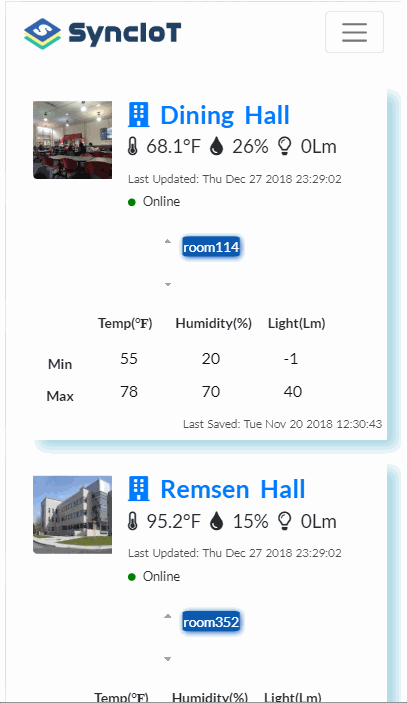 SyncIoT
Dining Hall
68.1°F 26% 0Lm
Last Updated: Thu Dec 27 2018 23:29:02
Online
room114
Temp(°F) Humidity(%) Light(Lm)
Min 55 20 -1
Max 78 70 40
Last Saved: Tue Nov 20 2018 12:30:43
Remsen Hall
95.2°F 15% 0Lm
Last Updated: Thu Dec 27 2018 23:29:02
Online
room352
Temp(°F) Humidity(%) Light(Lm)